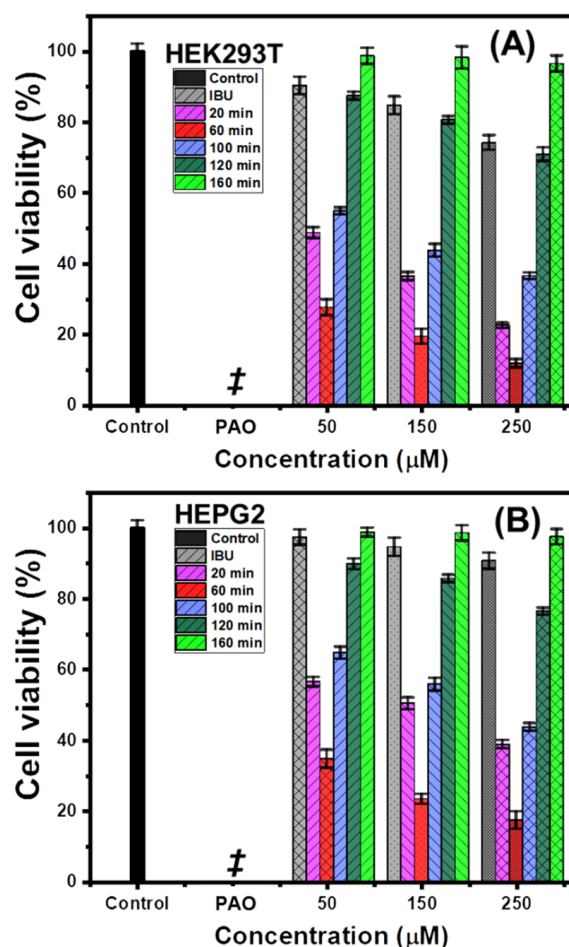 HEK293T (A)
Control
IBU
20 min
60 min
100 min
120 min
160 min
Cell viability (%)
100
80
60
40
20
0
‡
Control PAO 50 150 250
Concentration (μM)
HEPG2 (B)
Control
IBU
20 min
60 min
100 min
120 min
160 min
Cell viability (%)
100
80
60
40
20
0
‡
Control PAO 50 150 250
Concentration (μM)